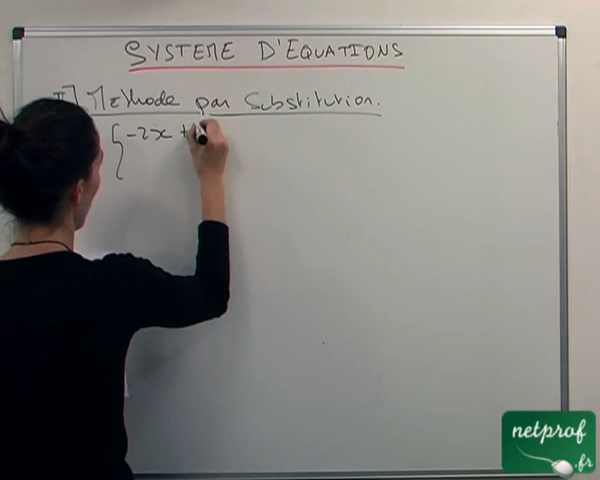 SYSTEME D'EQUATIONS
I] Méthode par Substitution.
{ -2x +
netprof
.fr